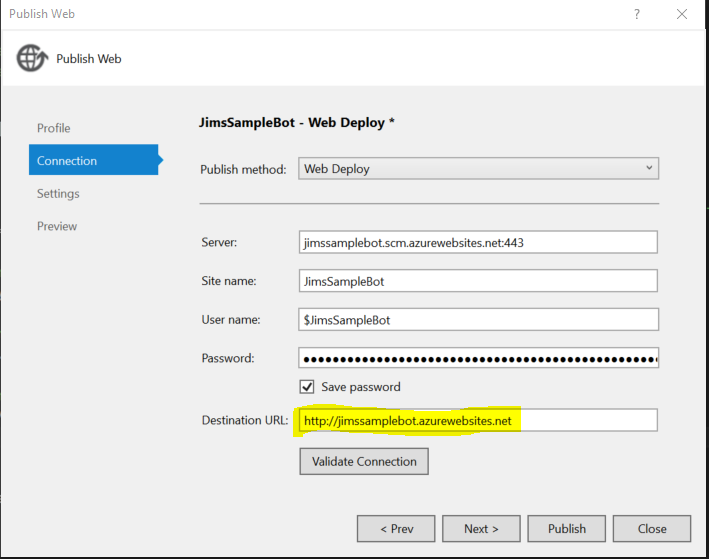 Publish Web
?
Publish Web
Profile
Connection
Settings
Preview
JimsSampleBot - Web Deploy *
Publish method: Web Deploy
Server: jimssamplebot.scm.azurewebsites.net:443
Site name: JimsSampleBot
User name: $JimsSampleBot
Password:
Save password
Destination URL: http://jimssamplebot.azurewebsites.net
Validate Connection
< Prev Next > Publish Close